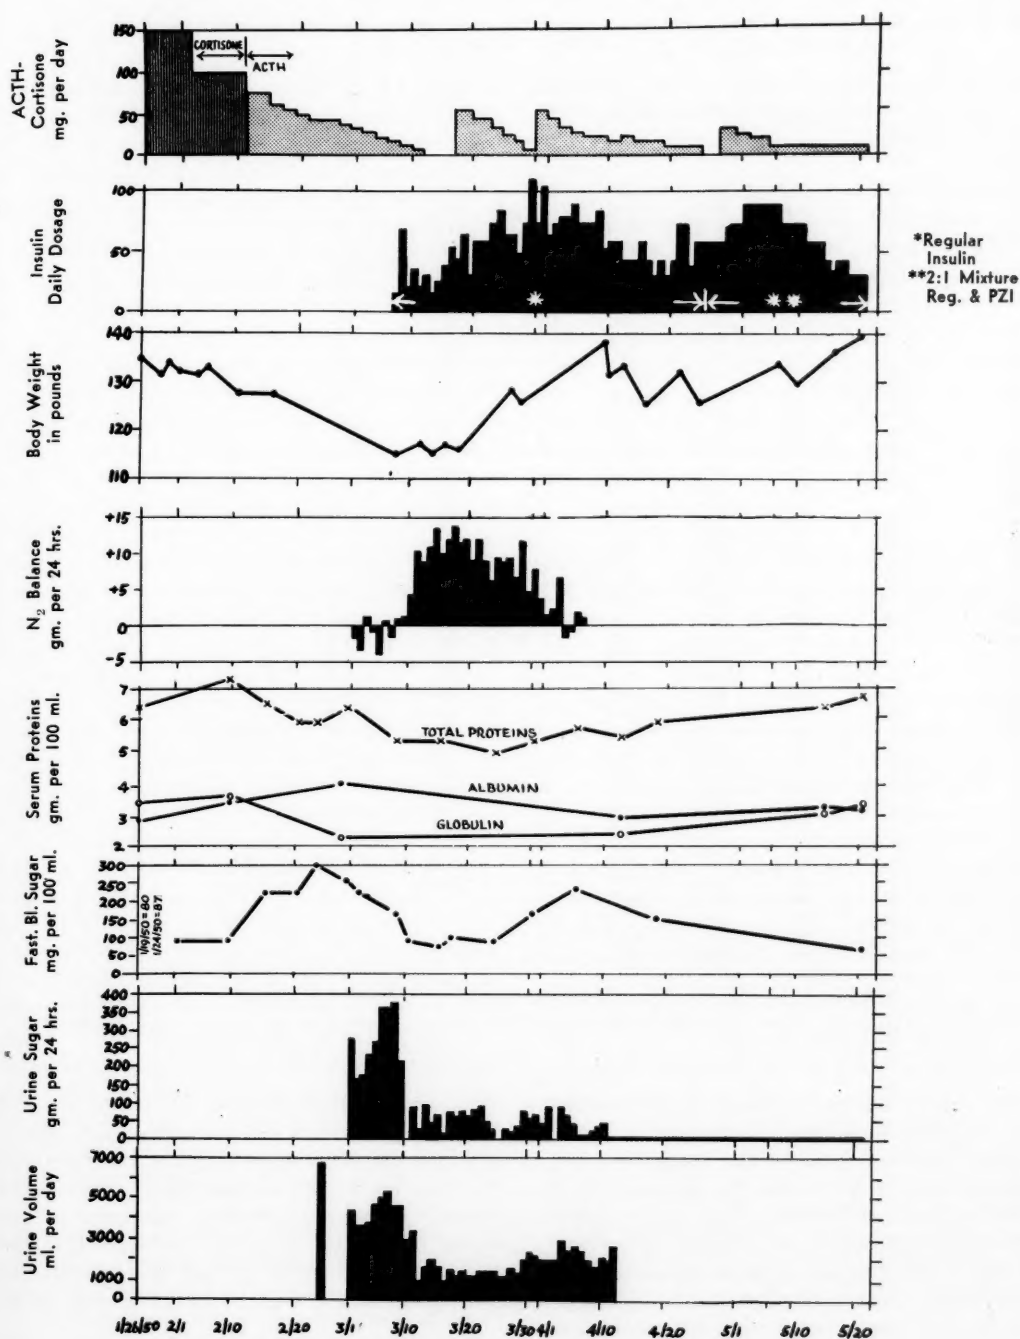 ACTH-
Cortisone
mg. per day
150
100
50
0
CORTISONE
ACTH
Insulin
Daily Dosage
100
50
0
*
**
*Regular
Insulin
**2:1 Mixture
Reg. & PZI
Body Weight
in pounds
140
130
120
110
N2 Balance
gm. per 24 hrs.
+15
+10
+5
0
-5
Serum Proteins
gm. per 100 ml.
7
6
5
4
3
2
TOTAL PROTEINS
ALBUMIN
GLOBULIN
Fast. Bl. Sugar
mg. per 100 ml.
300
250
200
150
100
50
0
1/19/50=80
1/24/50=87
Urine Sugar
gm. per 24 hrs.
400
350
300
250
200
150
100
50
0
Urine Volume
ml. per day
7000
5000
3000
1000
0
1/26/50 2/1 2/10 2/20 3/1 3/10 3/20 3/30 4/1 4/10 4/20 5/1 5/10 5/20